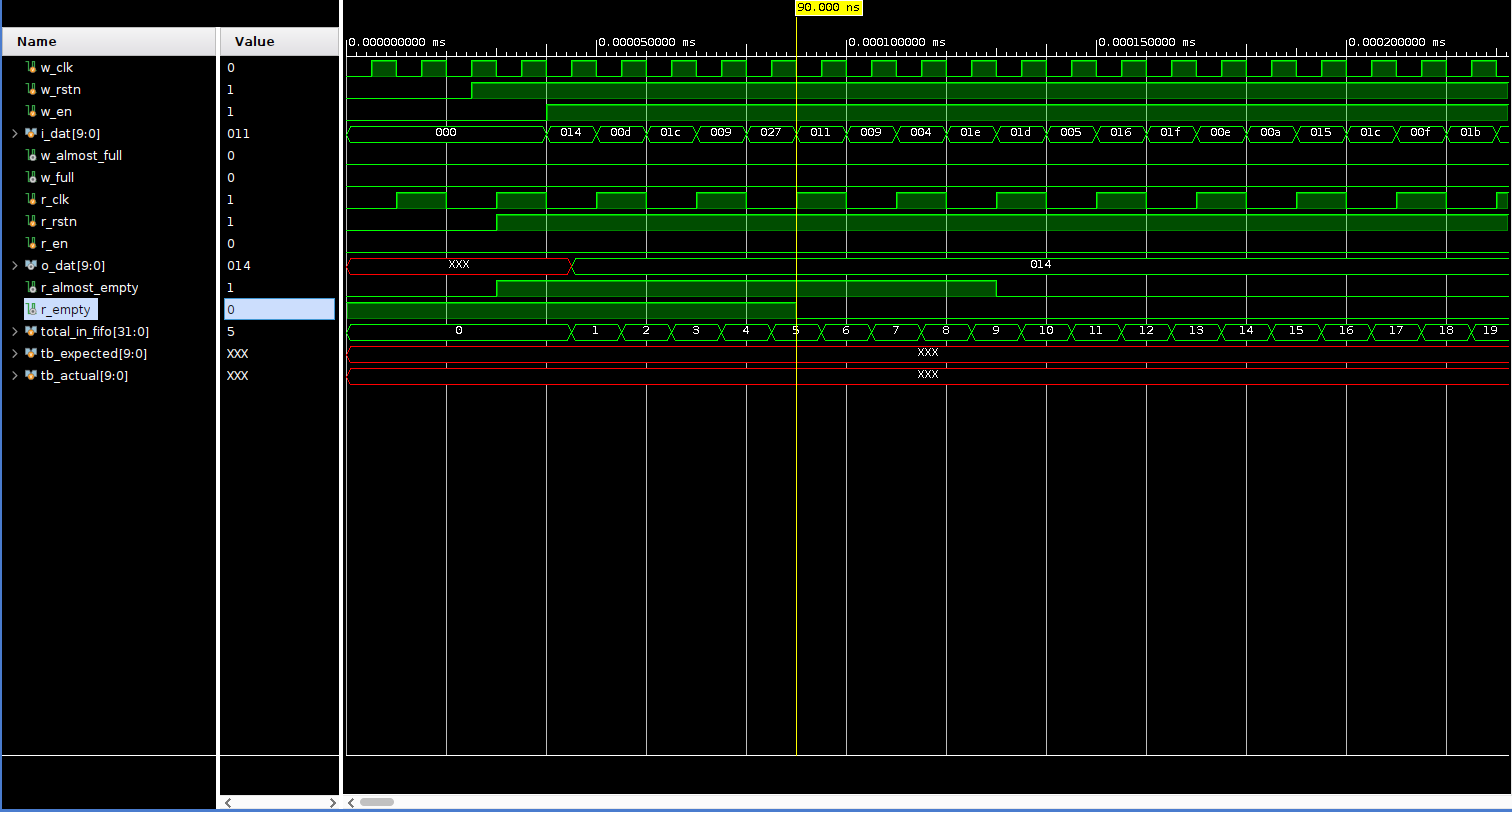 90.000 ns
Name Value
0.000000000 ms 0.000050000 ms 0.000100000 ms 0.000150000 ms 0.000200000 ms
w_clk 0
w_rstn 1
w_en 1
i_dat[9:0] 011 000 014 00d 01c 009 027 011 009 004 01e 01d 005 016 01f 00e 00a 015 01c 00f 01b
w_almost_full 0
w_full 0
r_clk 1
r_rstn 1
r_en 0
o_dat[9:0] 014 XXX 014
r_almost_empty 1
r_empty 0
total_in_fifo[31:0] 5 0 1 2 3 4 5 6 7 8 9 10 11 12 13 14 15 16 17 18 19
tb_expected[9:0] XXX XXX
tb_actual[9:0] XXX XXX